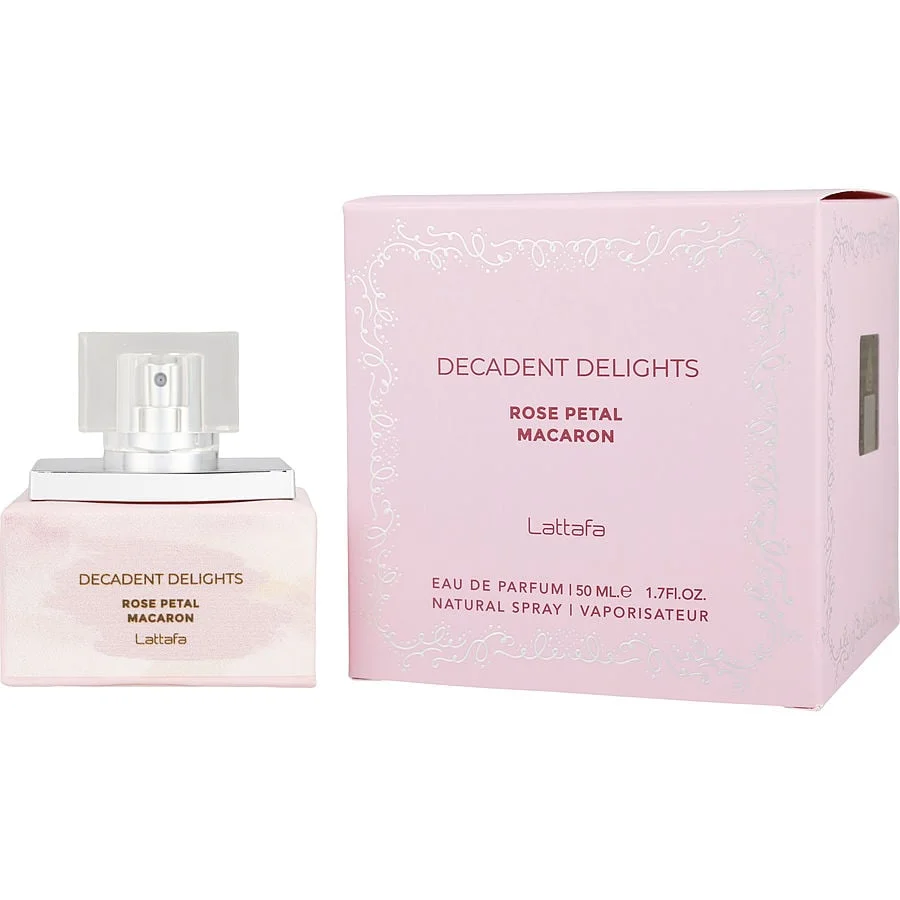 DECADENT DELIGHTS
ROSE PETAL
MACARON
Lattafa
EAU DE PARFUM | 50 ML.℮ 1.7FL.OZ.
NATURAL SPRAY | VAPORISATEUR
DECADENT DELIGHTS
ROSE PETAL
MACARON
Lattafa